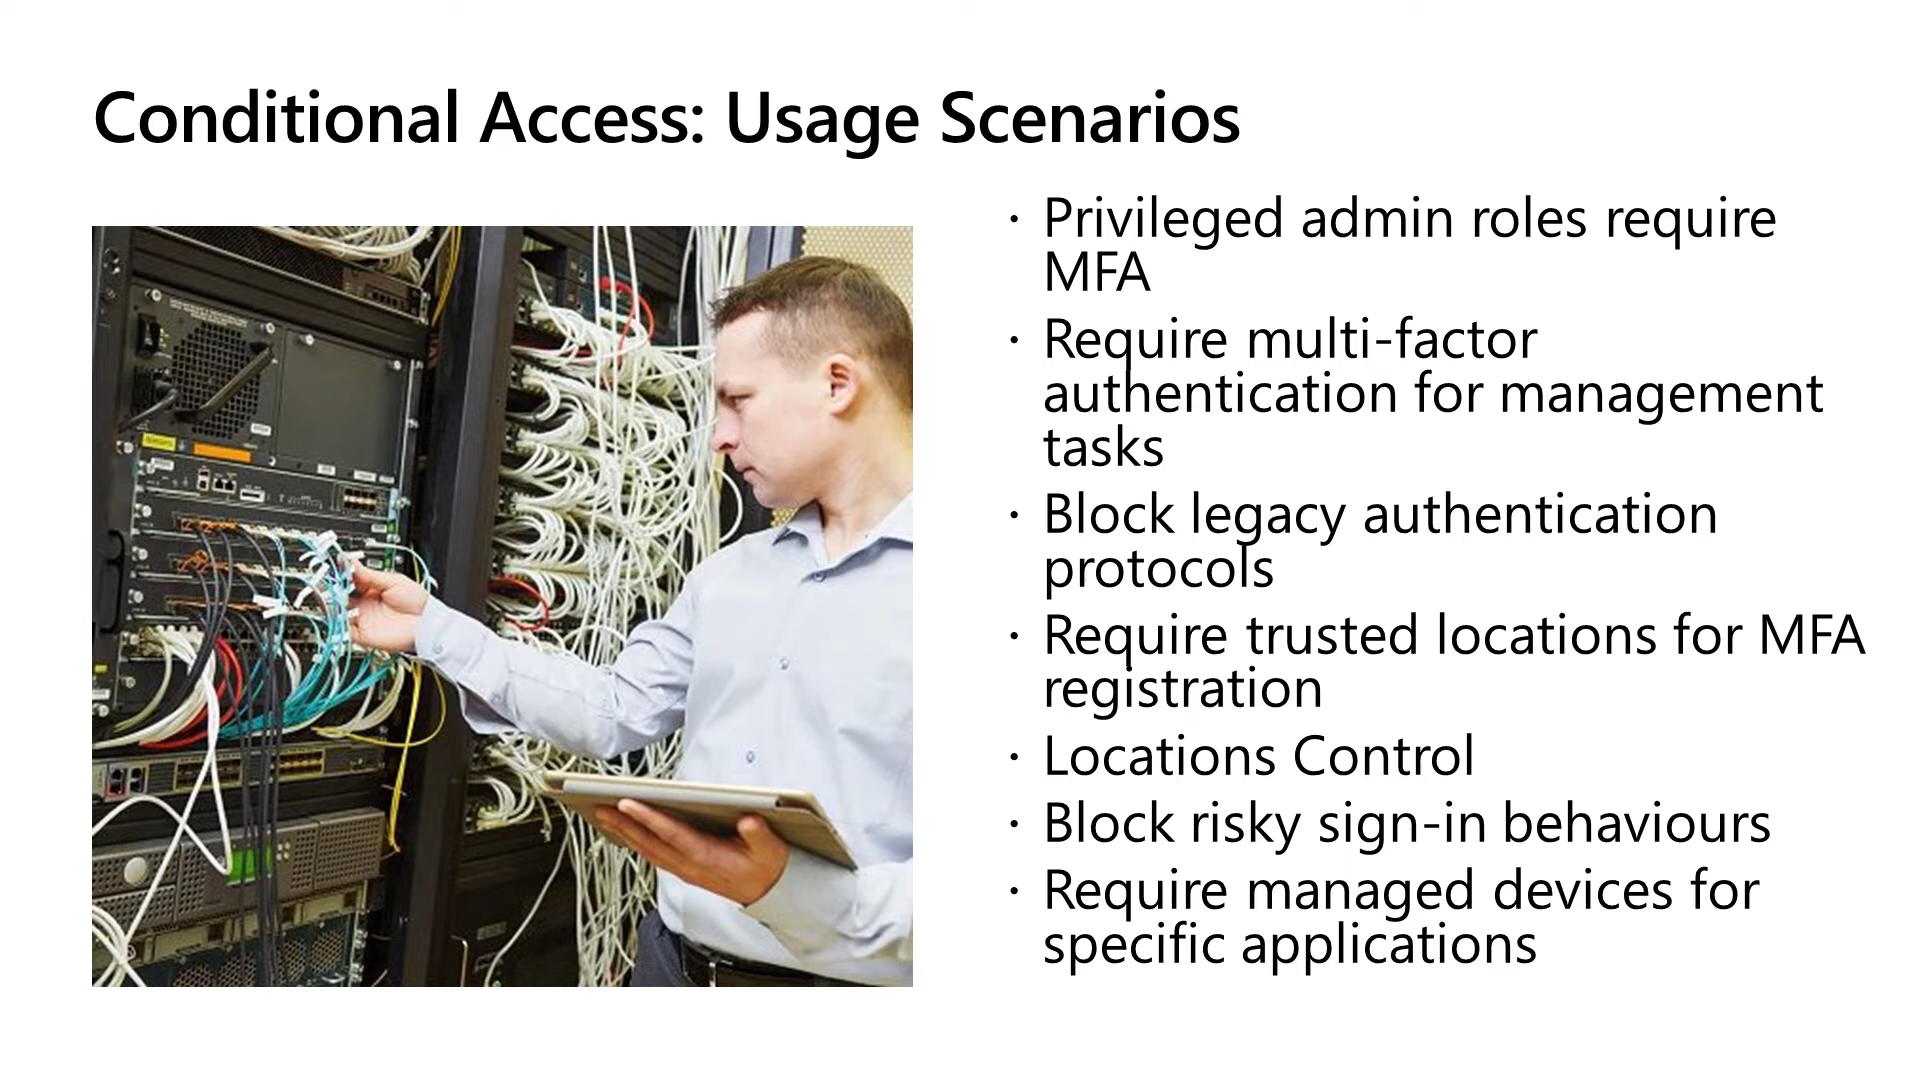 Conditional Access: Usage Scenarios
· Privileged admin roles require
MFA
· Require multi-factor
authentication for management
tasks
· Block legacy authentication
protocols
· Require trusted locations for MFA
registration
· Locations Control
· Block risky sign-in behaviours
· Require managed devices for
specific applications